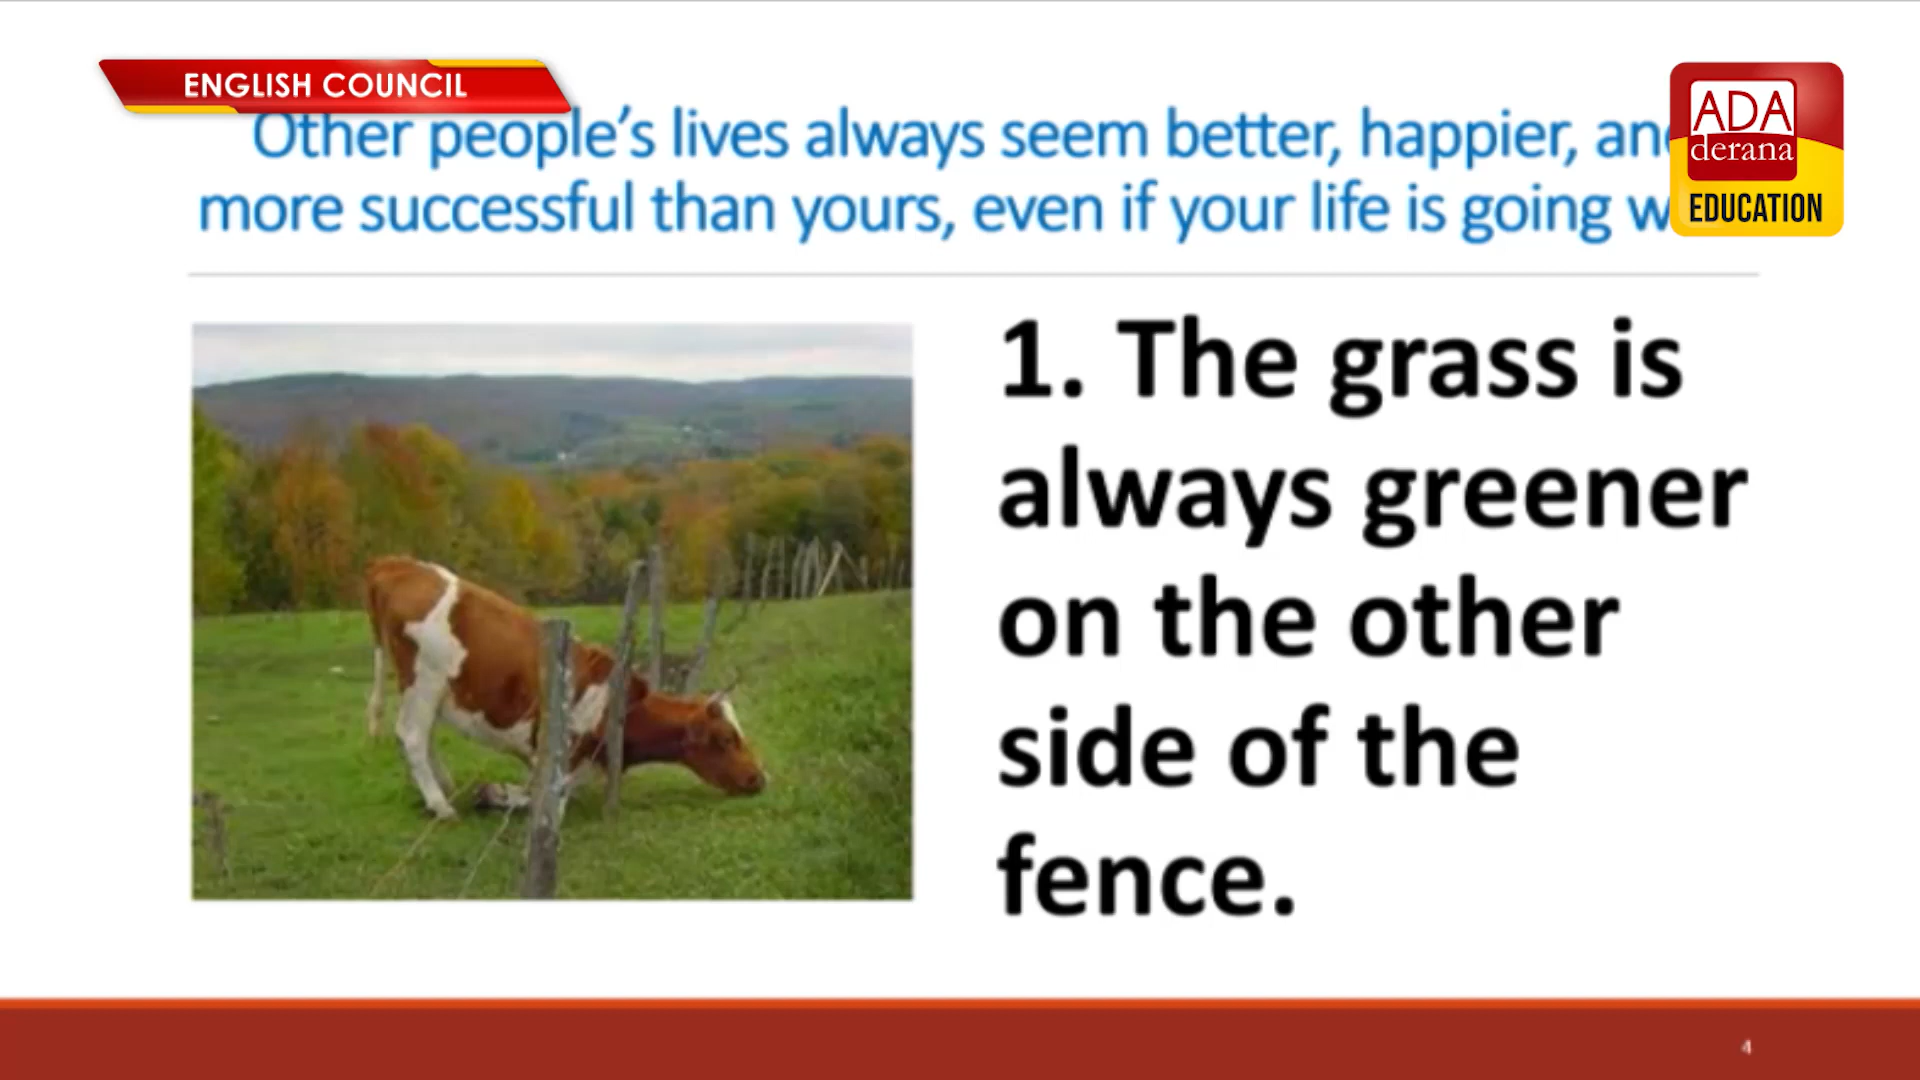 ENGLISH COUNCIL
ADA
derana
EDUCATION
Other people's lives always seem better, happier,
more successful than yours, even if your life is going
1. The grass is
always greener
on the other
side of the
fence.
4